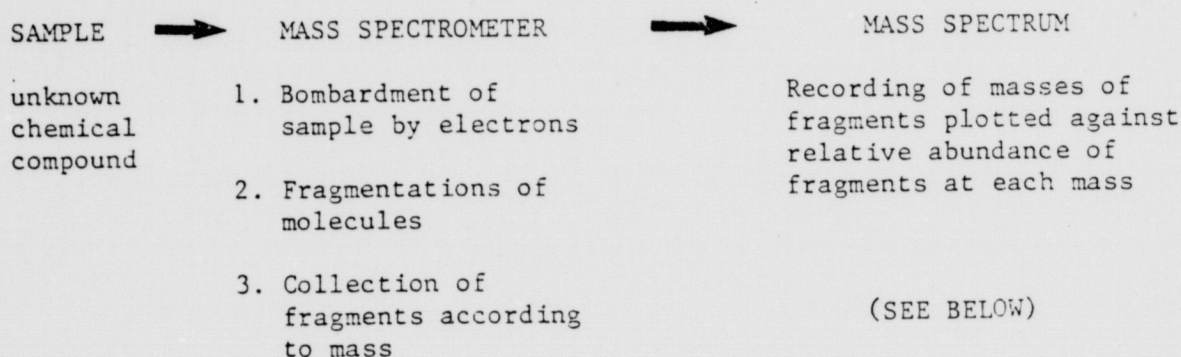 SAMPLE → MASS SPECTROMETER → MASS SPECTRUM
unknown
chemical
compound
1. Bombardment of
sample by electrons
2. Fragmentations of
molecules
3. Collection of
fragments according
to mass
Recording of masses of
fragments plotted against
relative abundance of
fragments at each mass
(SEE BELOW)